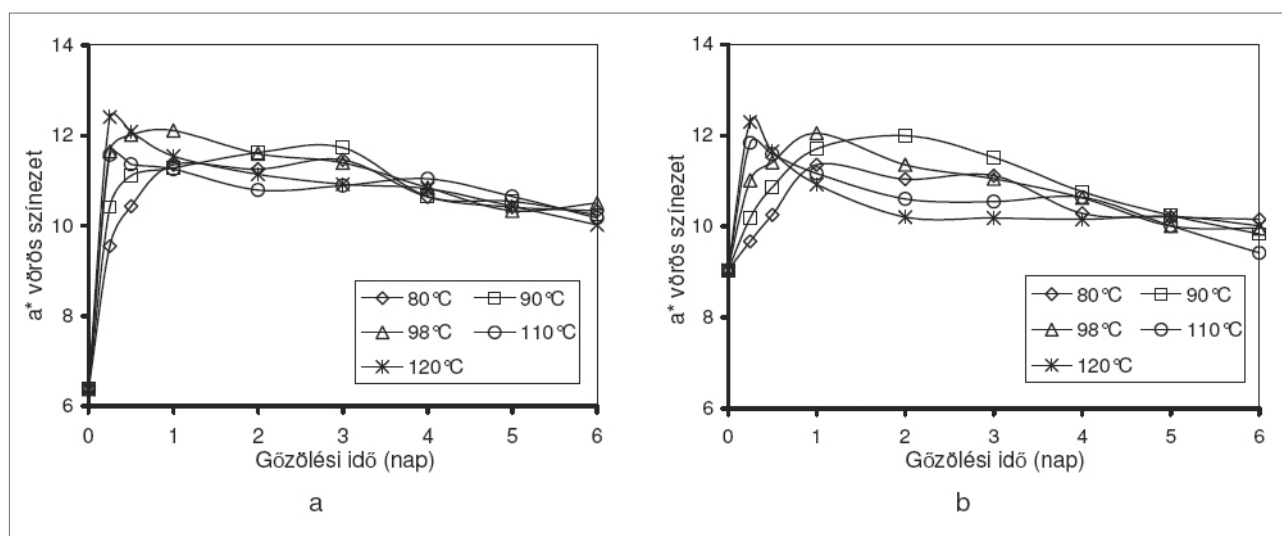 14
12
10
8
6
a* vörös színezet
80°C 90°C
98°C 110°C
120°C
0 1 2 3 4 5 6
Gőzölési idő (nap)
a
14
12
10
8
6
a* vörös színezet
80°C 90°C
98°C 110°C
120°C
0 1 2 3 4 5 6
Gőzölési idő (nap)
b